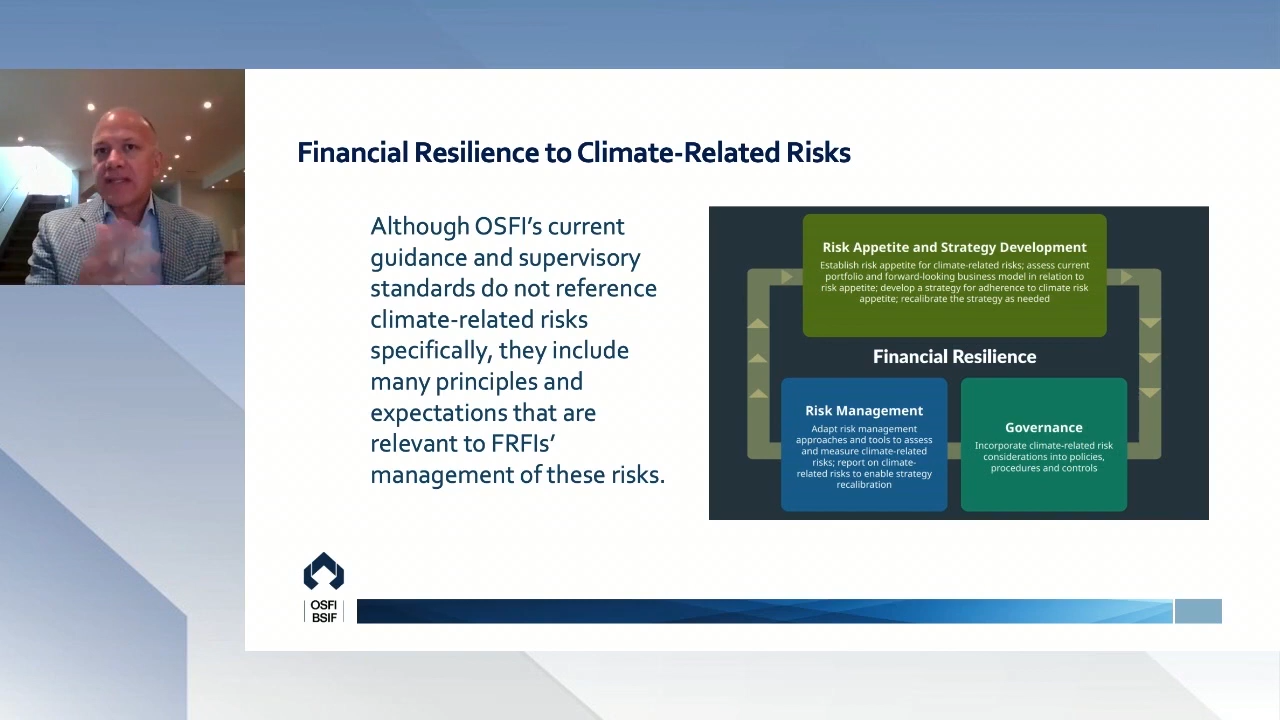 Financial Resilience to Climate-Related Risks
Although OSFI’s current
guidance and supervisory
standards do not reference
climate-related risks
specifically, they include
many principles and
expectations that are
relevant to FRFIs’
management of these risks.
Risk Appetite and Strategy Development
Establish risk appetite for climate-related risks; assess current
portfolio and forward-looking business model in relation to
risk appetite; develop a strategy for adherence to climate risk
appetite; recalibrate the strategy as needed
Financial Resilience
Risk Management
Adapt risk management
approaches and tools to assess
and measure climate-related
risks; report on climate-
related risks to enable strategy
recalibration
Governance
Incorporate climate-related risk
considerations into policies,
procedures and controls
OSFI
BSIF